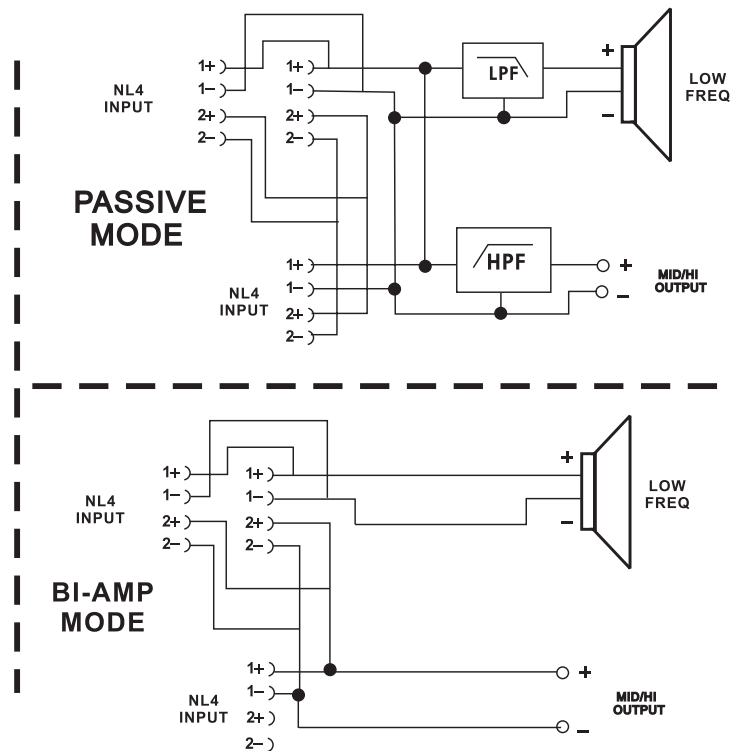 NL4
INPUT
1+
1–
2+
2–
1+
1–
2+
2–
LPF
+
–
LOW
FREQ
PASSIVE
MODE
NL4
INPUT
1+
1–
2+
2–
HPF
+
–
MID/HI
OUTPUT
NL4
INPUT
1+
1–
2+
2–
1+
1–
2+
2–
+
–
LOW
FREQ
BI-AMP
MODE
NL4
INPUT
1+
1–
2+
2–
+
–
MID/HI
OUTPUT